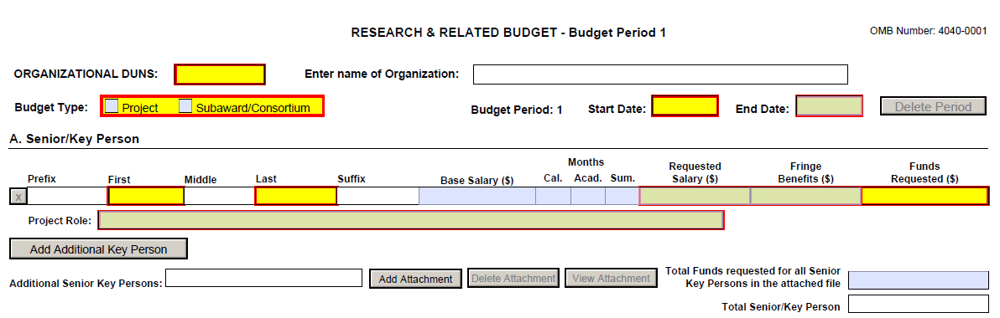 RESEARCH & RELATED BUDGET - Budget Period 1
OMB Number: 4040-0001
ORGANIZATIONAL DUNS:
Enter name of Organization:
Budget Type: Project Subaward/Consortium
Budget Period: 1
Start Date:
End Date:
Delete Period
A. Senior/Key Person
Prefix First Middle Last Suffix Base Salary ($)
Months
Cal. Acad. Sum.
Requested
Salary ($)
Fringe
Benefits ($)
Funds
Requested ($)
x
Project Role:
Add Additional Key Person
Additional Senior Key Persons:
Add Attachment
Delete Attachment
View Attachment
Total Funds requested for all Senior
Key Persons in the attached file
Total Senior/Key Person